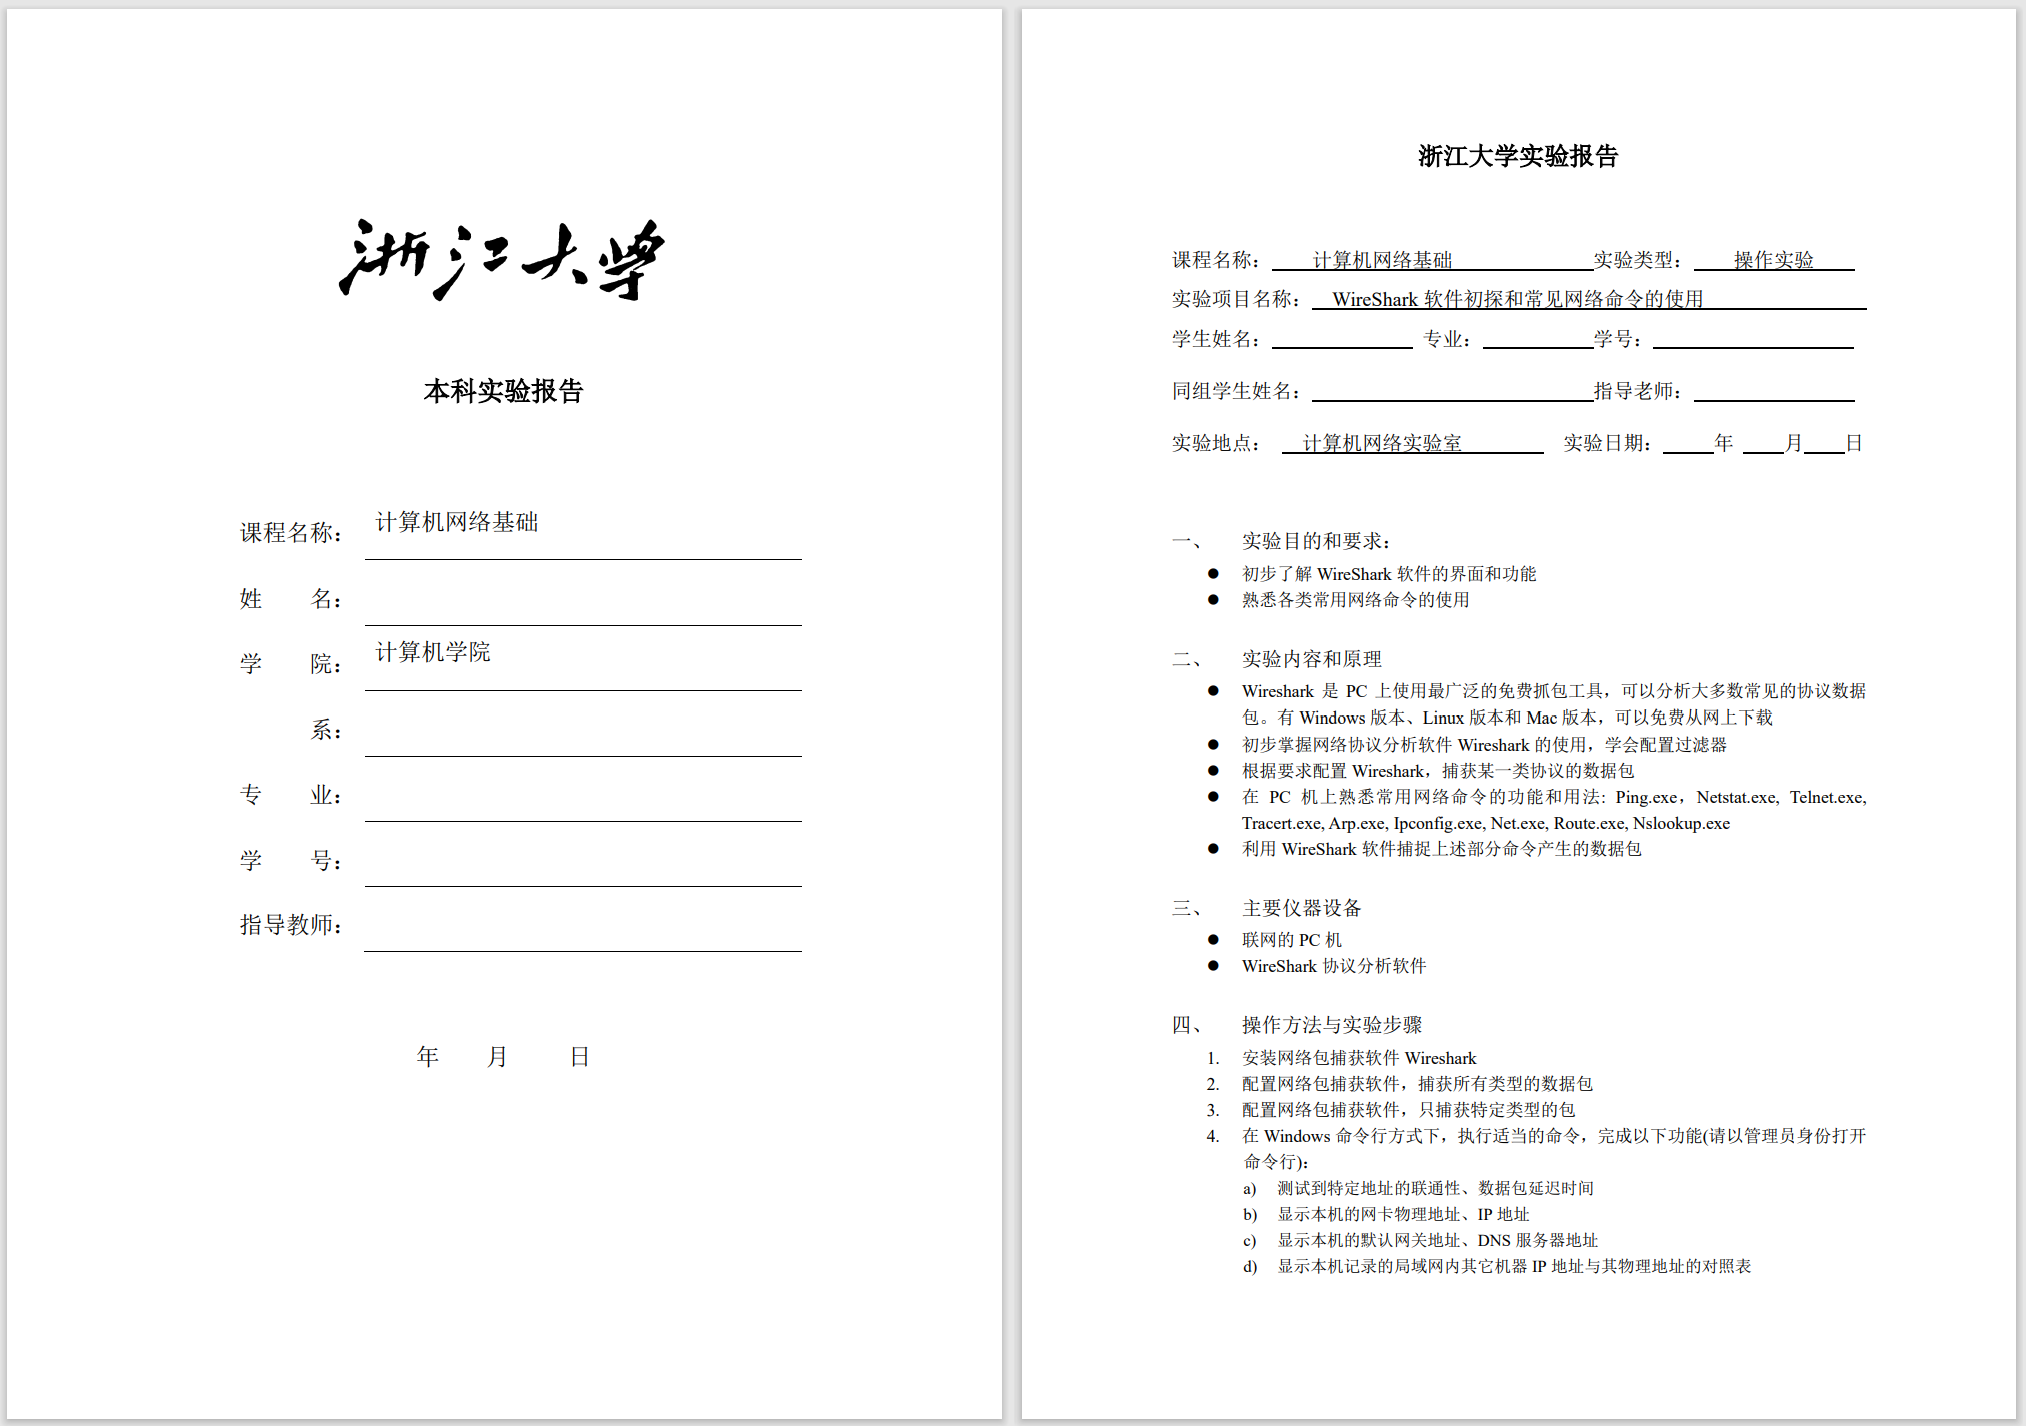 浙江大学
本科实验报告
课程名称： 计算机网络基础
姓 名：
学 院： 计算机学院
系：
专 业：
学 号：
指导教师：
年 月 日
浙江大学实验报告
课程名称： 计算机网络基础 实验类型： 操作实验
实验项目名称： WireShark 软件初探和常见网络命令的使用
学生姓名： 专业： 学号：
同组学生姓名： 指导老师：
实验地点： 计算机网络实验室 实验日期： 年 月 日
一、 实验目的和要求：
● 初步了解 WireShark 软件的界面和功能
● 熟悉各类常用网络命令的使用
二、 实验内容和原理
● Wireshark 是 PC 上使用最广泛的免费抓包工具，可以分析大多数常见的协议数据
包。有 Windows 版本、Linux 版本和 Mac 版本，可以免费从网上下载
● 初步掌握网络协议分析软件 Wireshark 的使用，学会配置过滤器
● 根据要求配置 Wireshark，捕获某一类协议的数据包
● 在 PC 机上熟悉常用网络命令的功能和用法: Ping.exe，Netstat.exe, Telnet.exe,
Tracert.exe, Arp.exe, Ipconfig.exe, Net.exe, Route.exe, Nslookup.exe
● 利用 WireShark 软件捕捉上述部分命令产生的数据包
三、 主要仪器设备
● 联网的 PC 机
● WireShark 协议分析软件
四、 操作方法与实验步骤
1. 安装网络包捕获软件 Wireshark
2. 配置网络包捕获软件，捕获所有类型的数据包
3. 配置网络包捕获软件，只捕获特定类型的包
4. 在 Windows 命令行方式下，执行适当的命令，完成以下功能(请以管理员身份打开
命令行)：
a) 测试到特定地址的联通性、数据包延迟时间
b) 显示本机的网卡物理地址、IP 地址
c) 显示本机的默认网关地址、DNS 服务器地址
d) 显示本机记录的局域网内其它机器 IP 地址与其物理地址的对照表